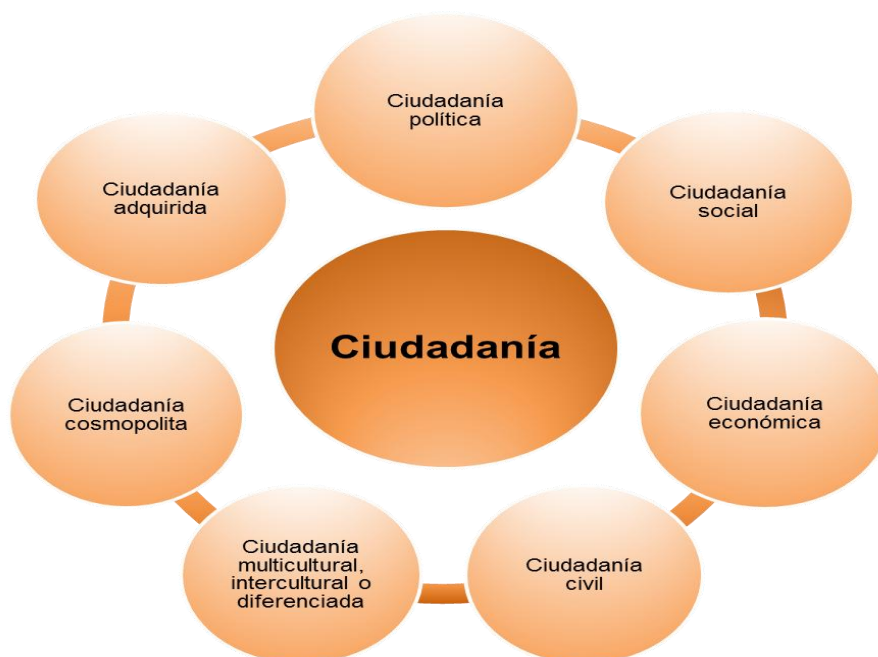 Ciudadanía
política
Ciudadanía
social
Ciudadanía
económica
Ciudadanía
civil
Ciudadanía
multicultural,
intercultural o
diferenciada
Ciudadanía
cosmopolita
Ciudadanía
adquirida
Ciudadanía